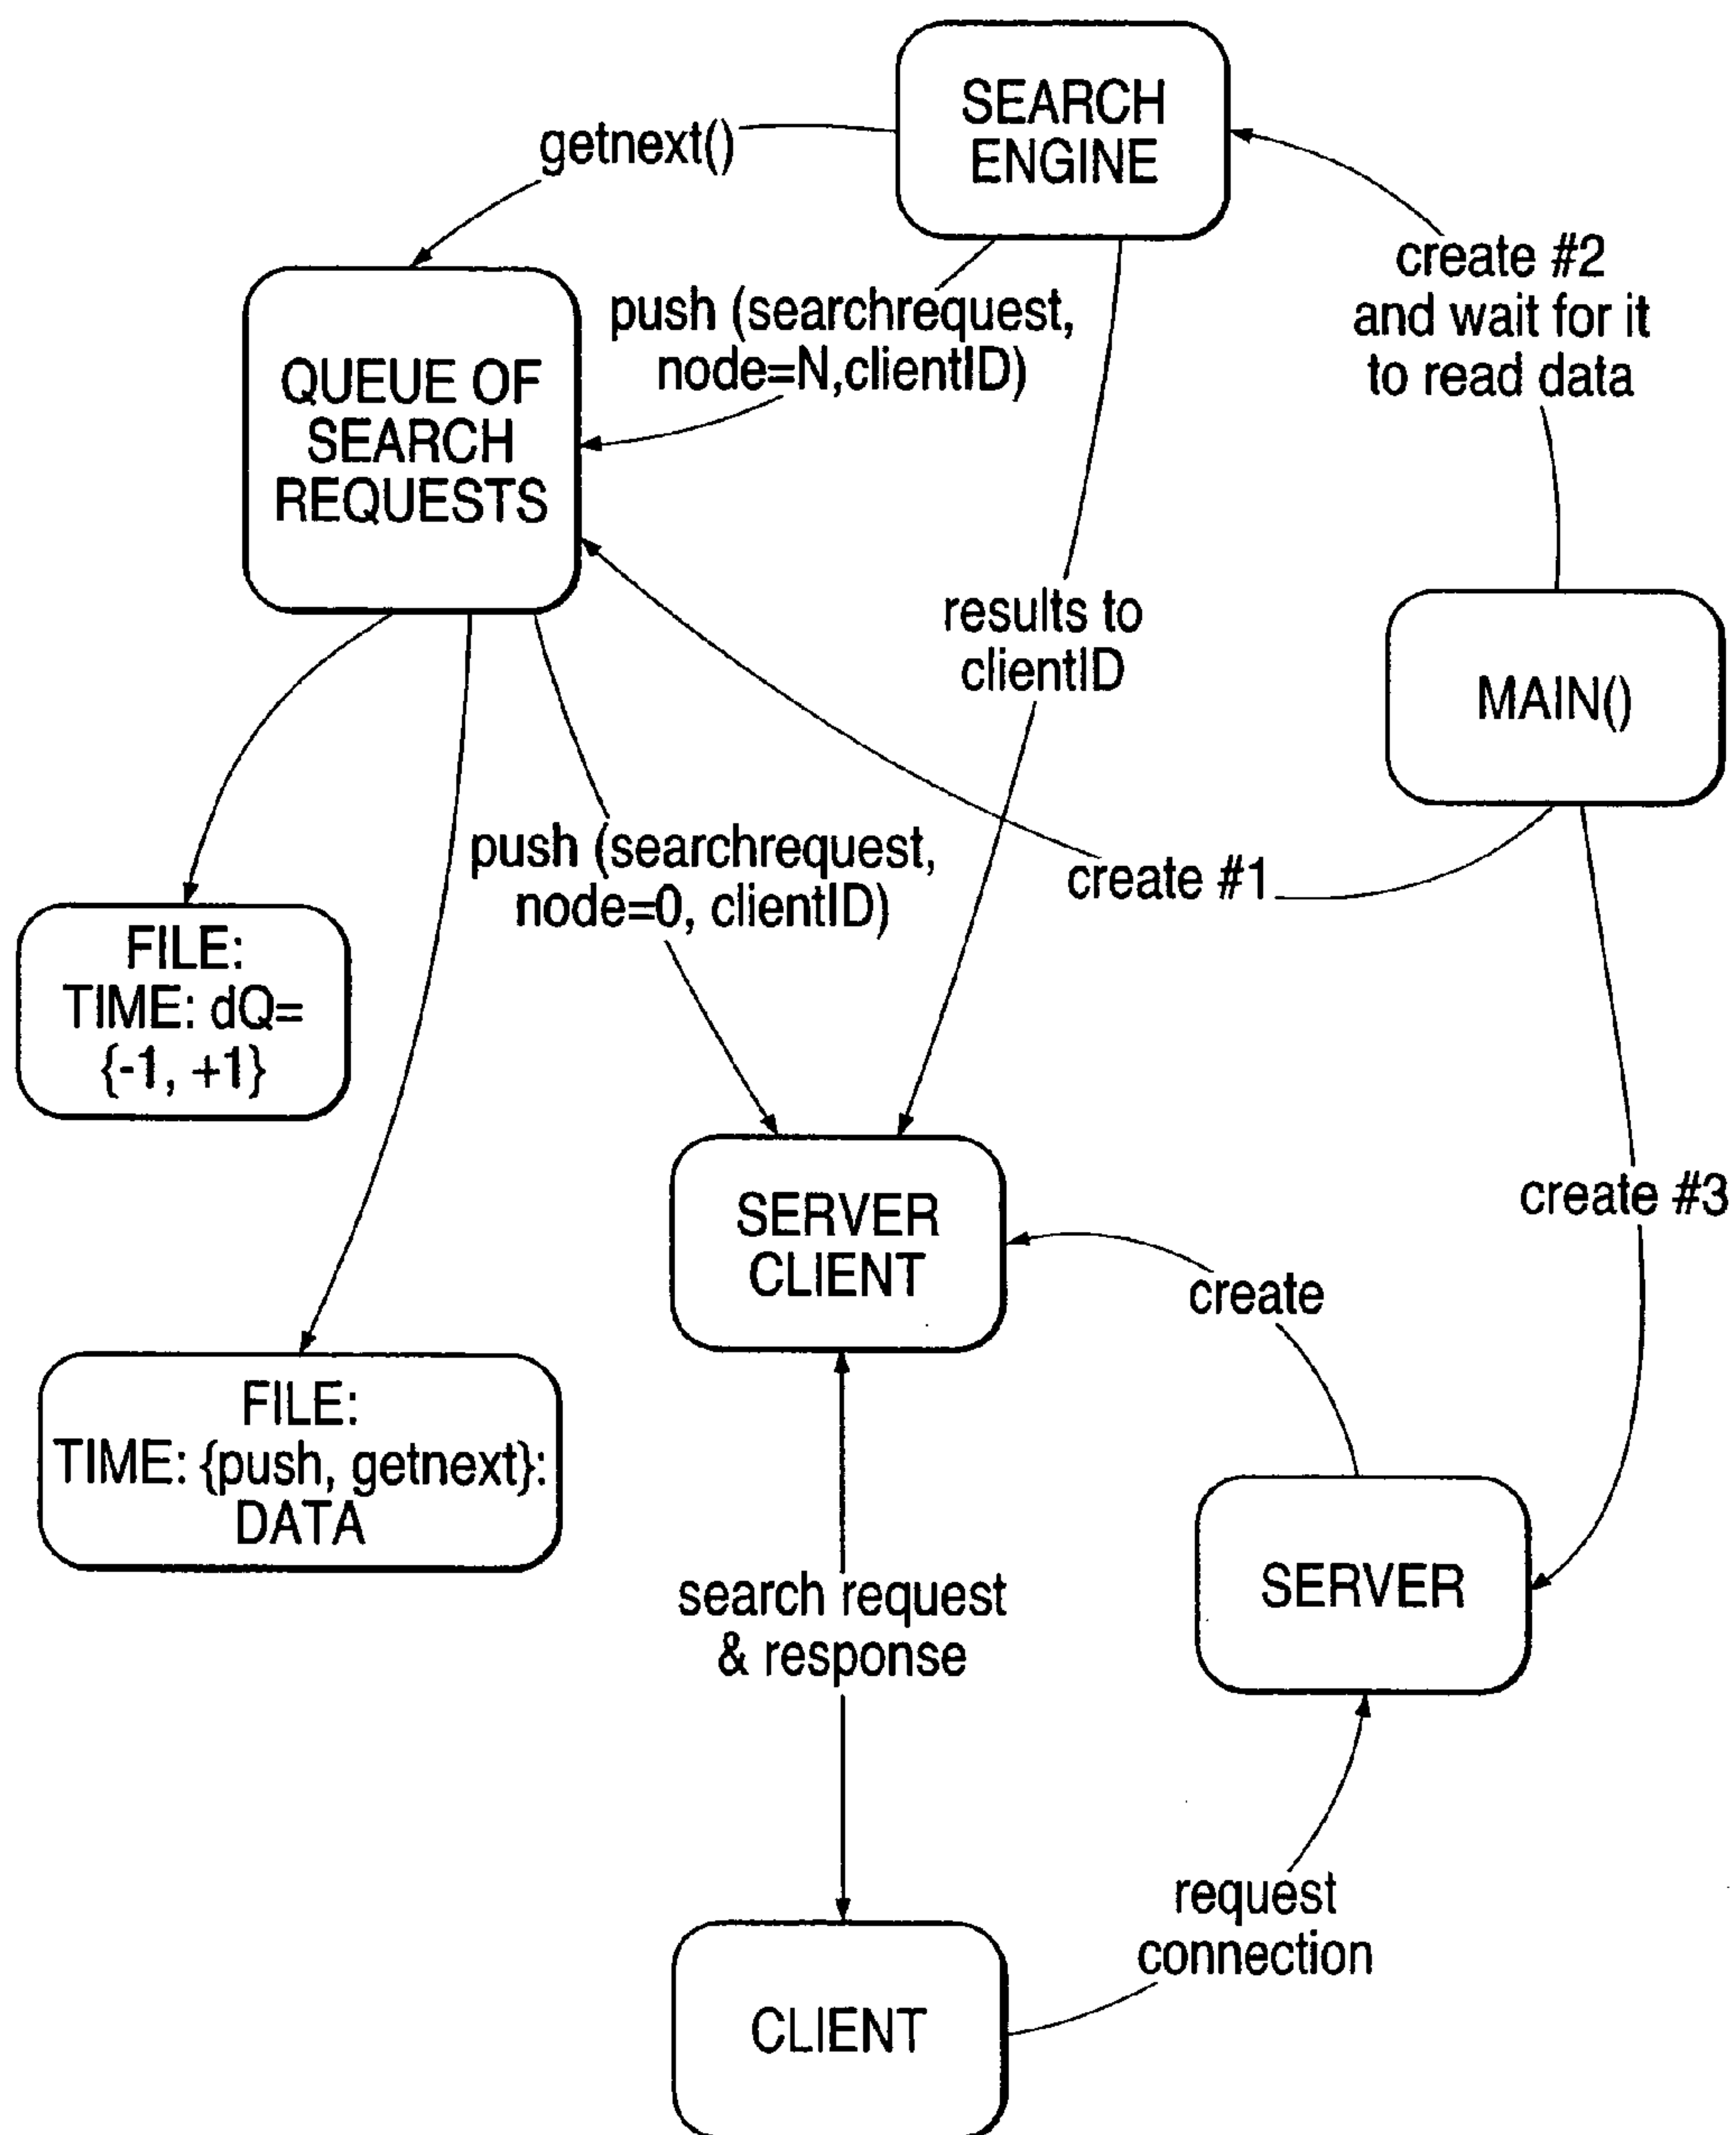 SEARCH
ENGINE
getnext()
create #2
and wait for it
to read data
push (searchrequest,
node=N,clientID)
QUEUE OF
SEARCH
REQUESTS
results to
clientID
MAIN()
push (searchrequest,
node=0, clientID)
create #1
FILE:
TIME: dQ=
{-1, +1}
create #3
SERVER
CLIENT
create
FILE:
TIME: {push, getnext}:
DATA
SERVER
search request
& response
request
connection
CLIENT